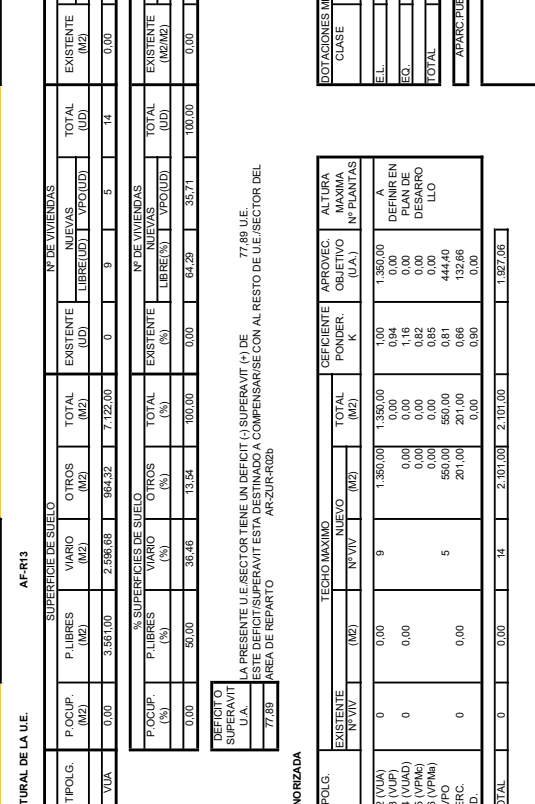 TURAL DE LA U.E. AF-R13
SUPERFICIE DE SUELO Nº DE VIVIENDAS
TIPOLG. P.OCUP. P.LIBRES VIARIO OTROS TOTAL EXISTENTE NUEVAS TOTAL EXISTENTE
(M2) (M2) (M2) (M2) (M2) (UD) LIBRE(UD) VPO(UD) (UD) (M2)
VUA 0,00 3.561,00 2.596,68 964,32 7.122,00 0 9 5 14 0,00
% SUPERFICIES DE SUELO Nº DE VIVIENDAS
P.OCUP. P.LIBRES VIARIO OTROS TOTAL EXISTENTE NUEVAS TOTAL EXISTENTE
(%) (%) (%) (%) (%) (%) LIBRE(%) VPO(UD) (UD) (M2/M2)
0,00 50,00 36,46 13,54 100,00 0,00 64,29 35,71 100,00 0,00
DEFICIT O
SUPERAVIT
U.A.
77,89
LA PRESENTE U.E./SECTOR TIENE UN DEFICIT (-) SUPERAVIT (+) DE 77,89 U.E.
ESTE DEFICIT/SUPERAVIT ESTA DESTINADO A COMPENSAR/SE CON AL RESTO DE U.E./SECTOR DEL
AREA DE REPARTO AR-ZUR-R02b
NORIZADA
POLG. TECHO MAXIMO CEFICIENTE APROVEC. ALTURA
EXISTENTE NUEVO TOTAL PONDER. OBJETIVO MAXIMA
Nº VIV (M2) Nº VIV (M2) (M2) K (U.A.) Nº PLANTAS
2 (VUA) 0 0,00 9 1.350,00 1.350,00 1,00 1.350,00 A
3 (VUP) 0,00 0,94 0,00 DEFINIR EN
4 (VUAD) 0 0,00 0,00 0,00 1,16 0,00 PLAN DE
5 (VPMc) 0,00 0,00 0,82 0,00 DESARRO
6 (VPMa) 0,00 0,00 0,85 0,00 LLO
VPO 5 550,00 550,00 0,81 444,40
ERC. 0 0,00 201,00 201,00 0,66 132,66
D. 0,00 0,90 0,00
OTAL 0 0,00 14 2.101,00 2.101,00 1.927,06
DOTACIONES
CLASE
E.L.
EQ.
TOTAL